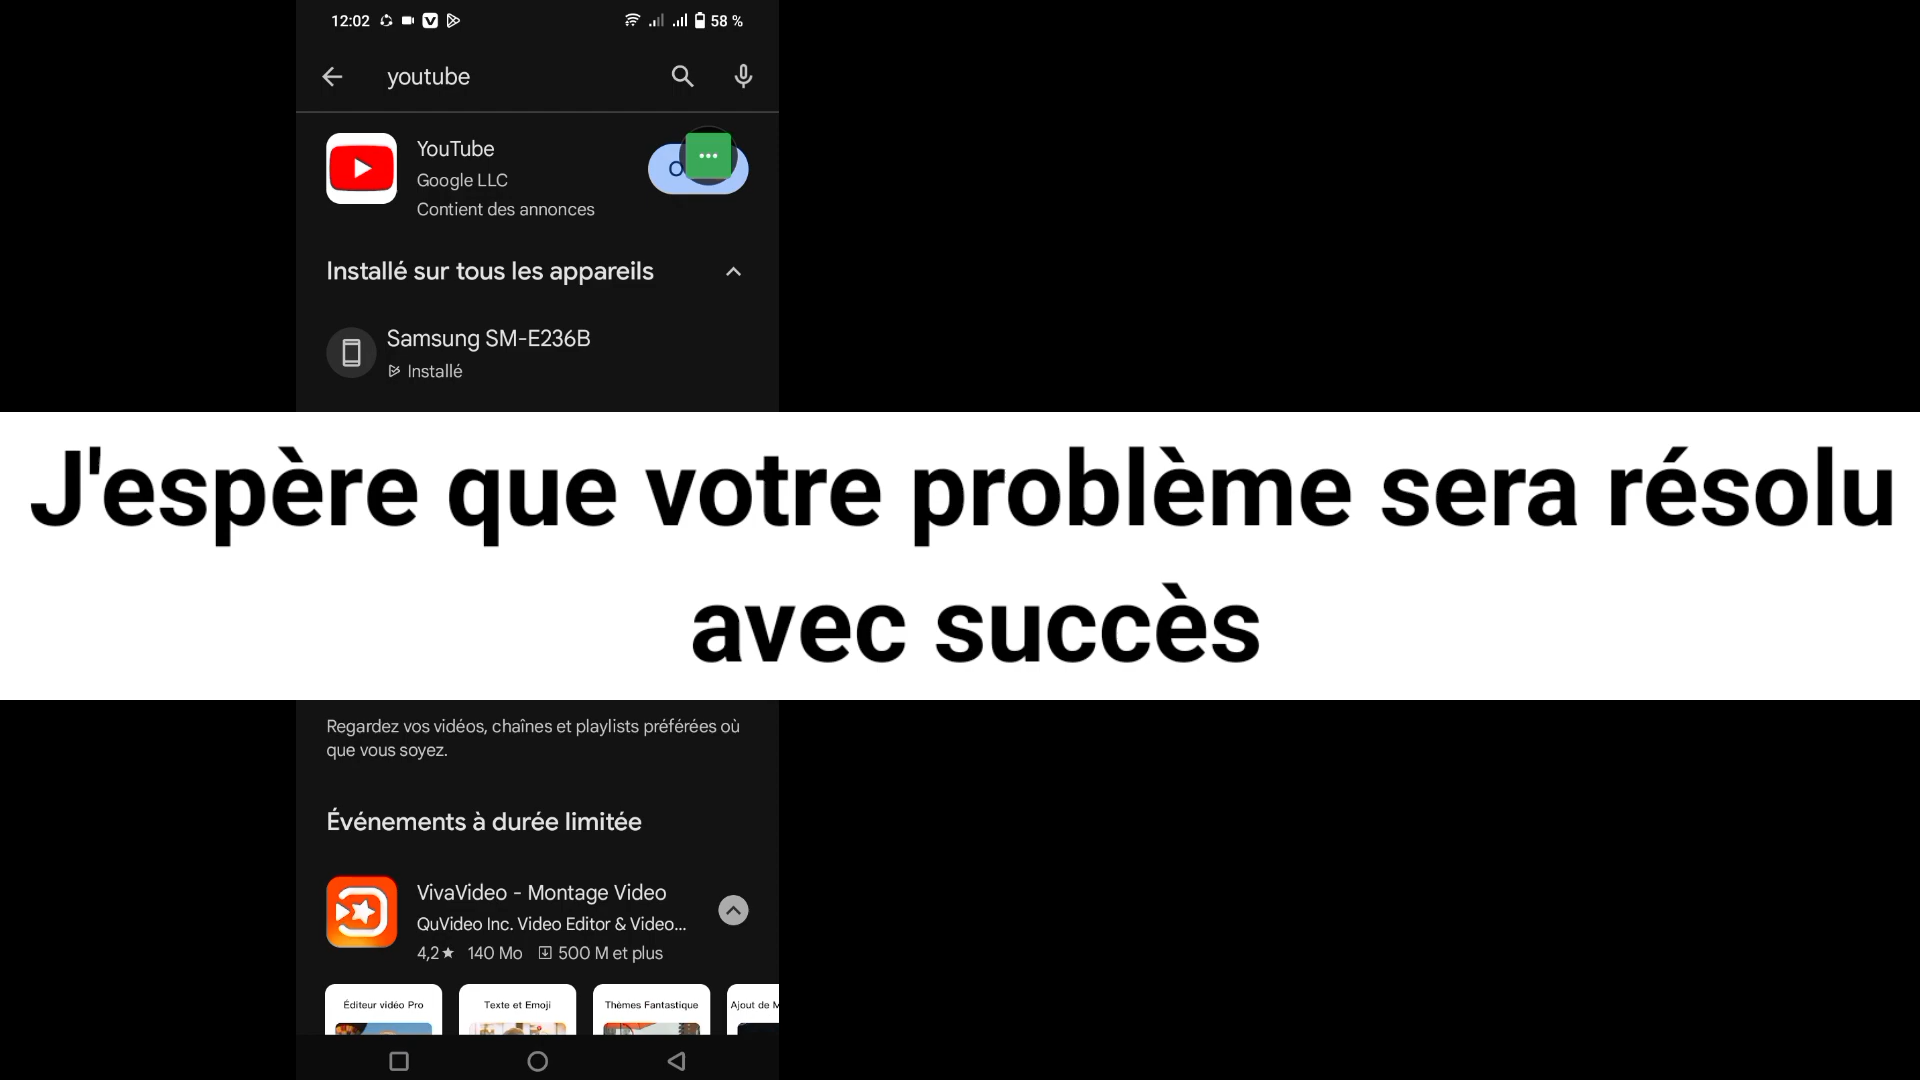 12:02
58 %
youtube
YouTube
Google LLC
Contient des annonces
Installé sur tous les appareils
Samsung SM-E236B
Installé
J'espère que votre problème sera résolu
avec succès
Regardez vos vidéos, chaînes et playlists préférées où
que vous soyez.
Événements à durée limitée
VivaVideo - Montage Video
QuVideo Inc. Video Editor & Video...
4,2★ 140 Mo 500 M et plus
Éditeur vidéo Pro
Texte et Emoji
Thèmes Fantastique
Ajout de